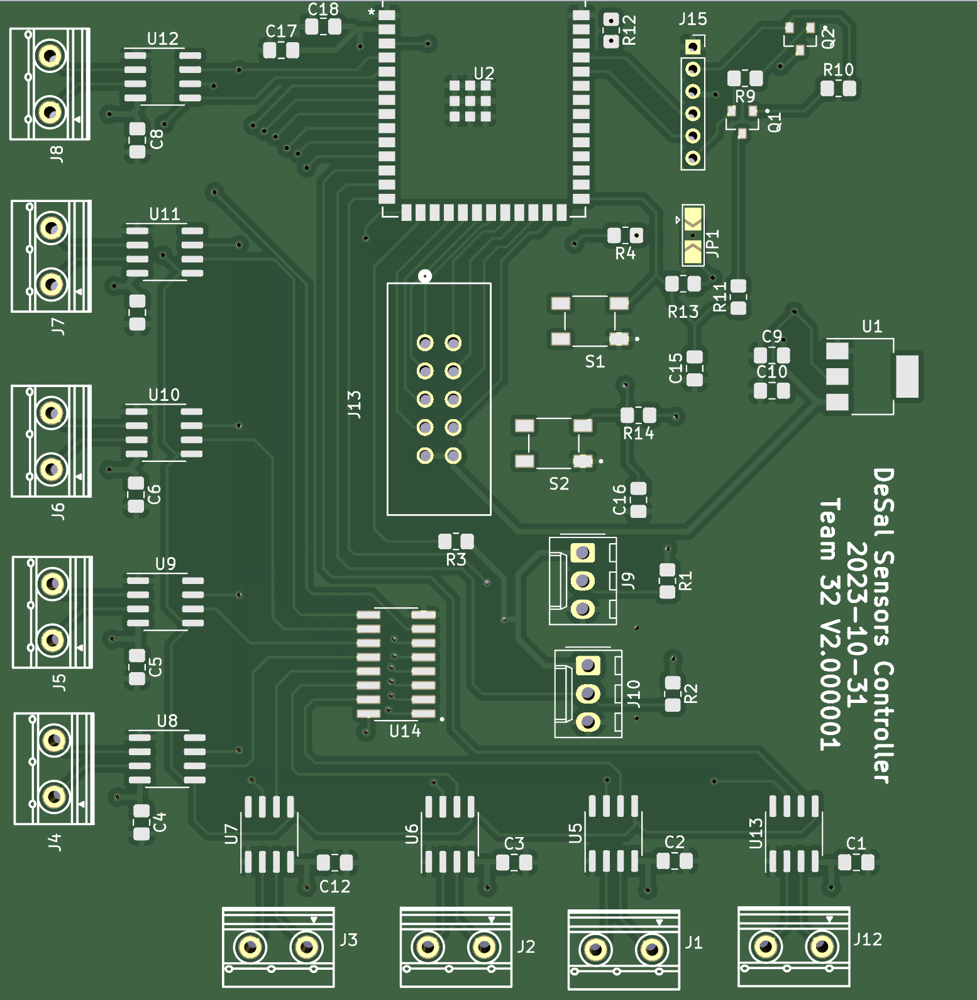 C18
*
C17
U12
R12
J15
Q2
U2
R10
R9
Q1
C8
J8
U11
JP1
R4
R13
R11
J7
U1
C9
S1
C15
C10
U10
J13
R14
S2
C6
J6
C16
R3
U9
J9
R1
DeSal Sensors Controller
2023-10-31
Team 32 V2.000001
C5
J5
J10
R2
U8
U14
C4
J4
U7
U6
U5
U13
C3
C2
C1
C12
J3
J2
J1
J12